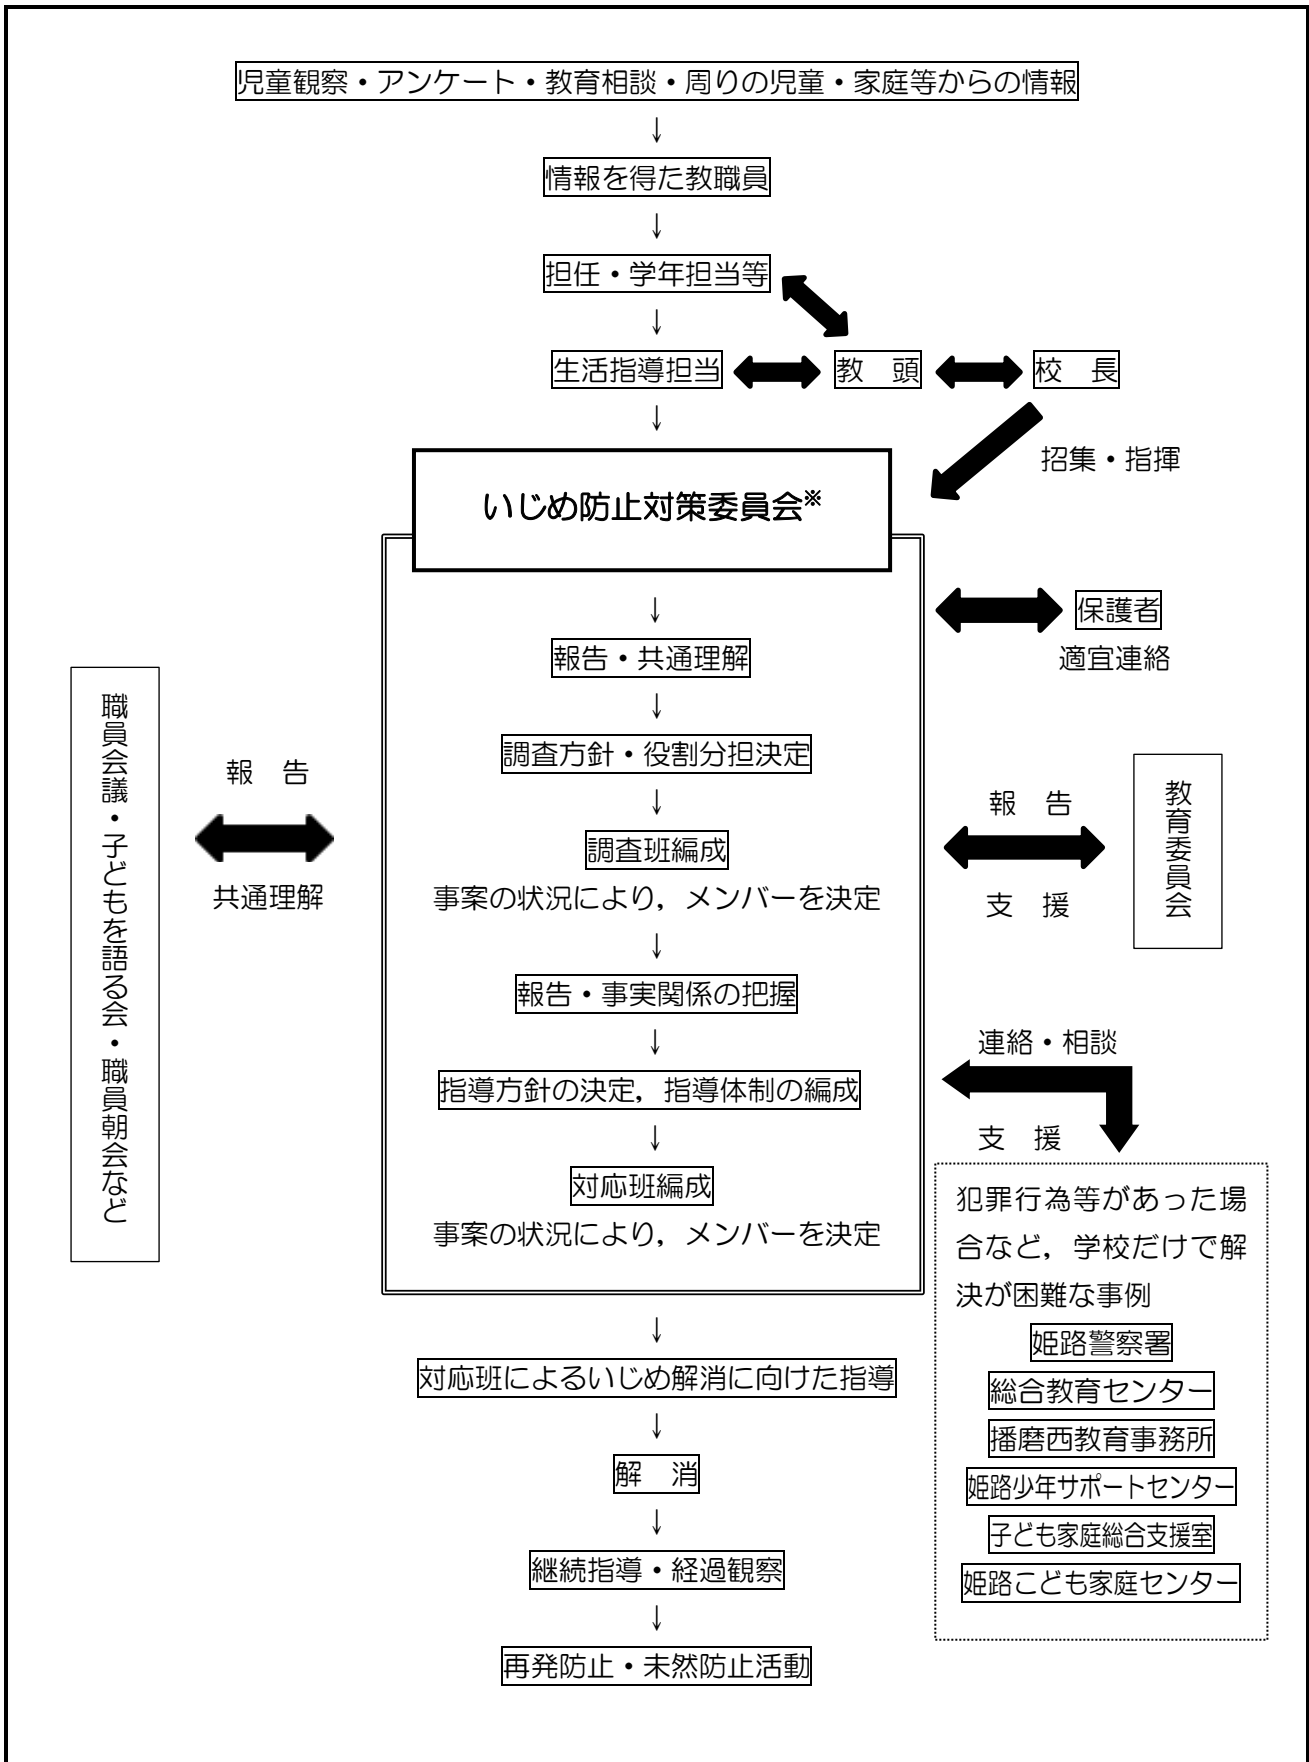 児童観察・アンケート・教育相談・周りの児童・家庭等からの情報
↓
情報を得た教職員
↓
担任・学年担当等
↓
生活指導担当
教　頭
校　長
↓
招集・指揮
いじめ防止対策委員会※
↓
保護者
適宜連絡
報告・共通理解
↓
調査方針・役割分担決定
↓
調査班編成
事案の状況により，メンバーを決定
↓
報告・事実関係の把握
↓
指導方針の決定，指導体制の編成
↓
対応班編成
事案の状況により，メンバーを決定
職員会議・子どもを語る会・職員朝会など
報　告
共通理解
報　告
支　援
教育委員会
連絡・相談
支　援
犯罪行為等があった場
合など，学校だけで解
決が困難な事例
姫路警察署
総合教育センター
播磨西教育事務所
姫路少年サポートセンター
子ども家庭総合支援室
姫路こども家庭センター
↓
対応班によるいじめ解消に向けた指導
↓
解　消
↓
継続指導・経過観察
↓
再発防止・未然防止活動